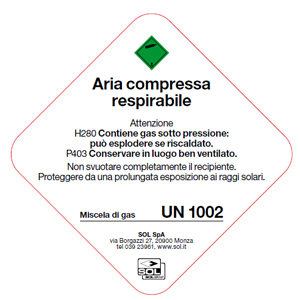 Aria compressa
respirabile
Attenzione
H280 Contiene gas sotto pressione:
può esplodere se riscaldato.
P403 Conservare in luogo ben ventilato.
Non svuotare completamente il recipiente.
Proteggere da una prolungata esposizione ai raggi solari.
Miscela di gas UN 1002
SOL SpA
via Borgazzi 27, 20900 Monza
tel 039 23961, www.sol.it
SOL